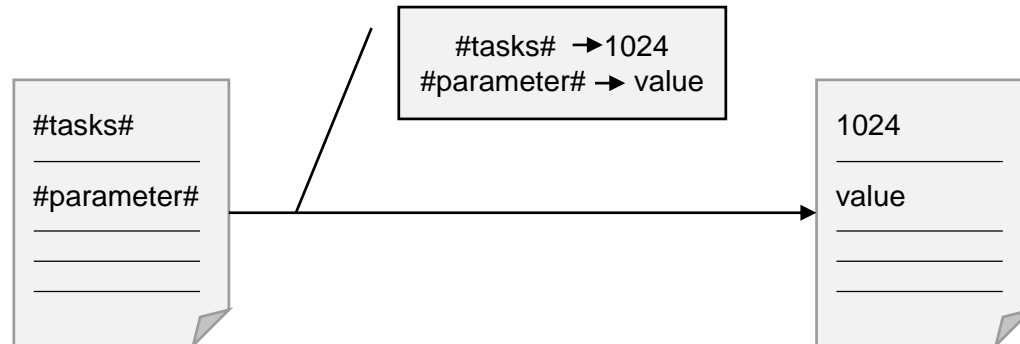 #tasks# → 1024
#parameter# → value
#tasks#
#parameter#
1024
value